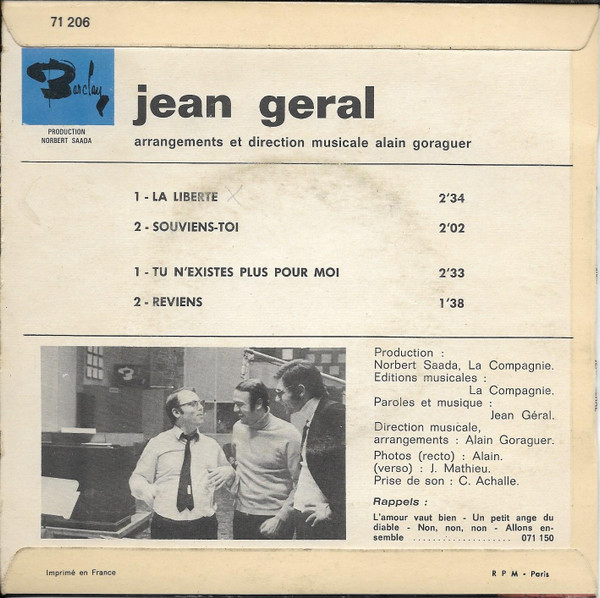 71 206
Barclay
PRODUCTION
NORBERT SAADA
jean geral
arrangements et direction musicale alain goraguer
1 - LA LIBERTE 2'34
2 - SOUVIENS-TOI 2'02
1 - TU N'EXISTES PLUS POUR MOI 2'33
2 - REVIENS 1'38
Production :
Norbert Saada, La Compagnie.
Editions musicales :
La Compagnie.
Paroles et musique :
Jean Géral.
Direction musicale,
arrangements : Alain Goraguer.
Photos (recto) : Alain.
(verso) : J. Mathieu.
Prise de son : C. Achalle.
Rappels :
L'amour vaut bien - Un petit ange du
diable - Non, non, non - Allons en-
semble .................... 071 150
Imprimé en France
R P M - Paris